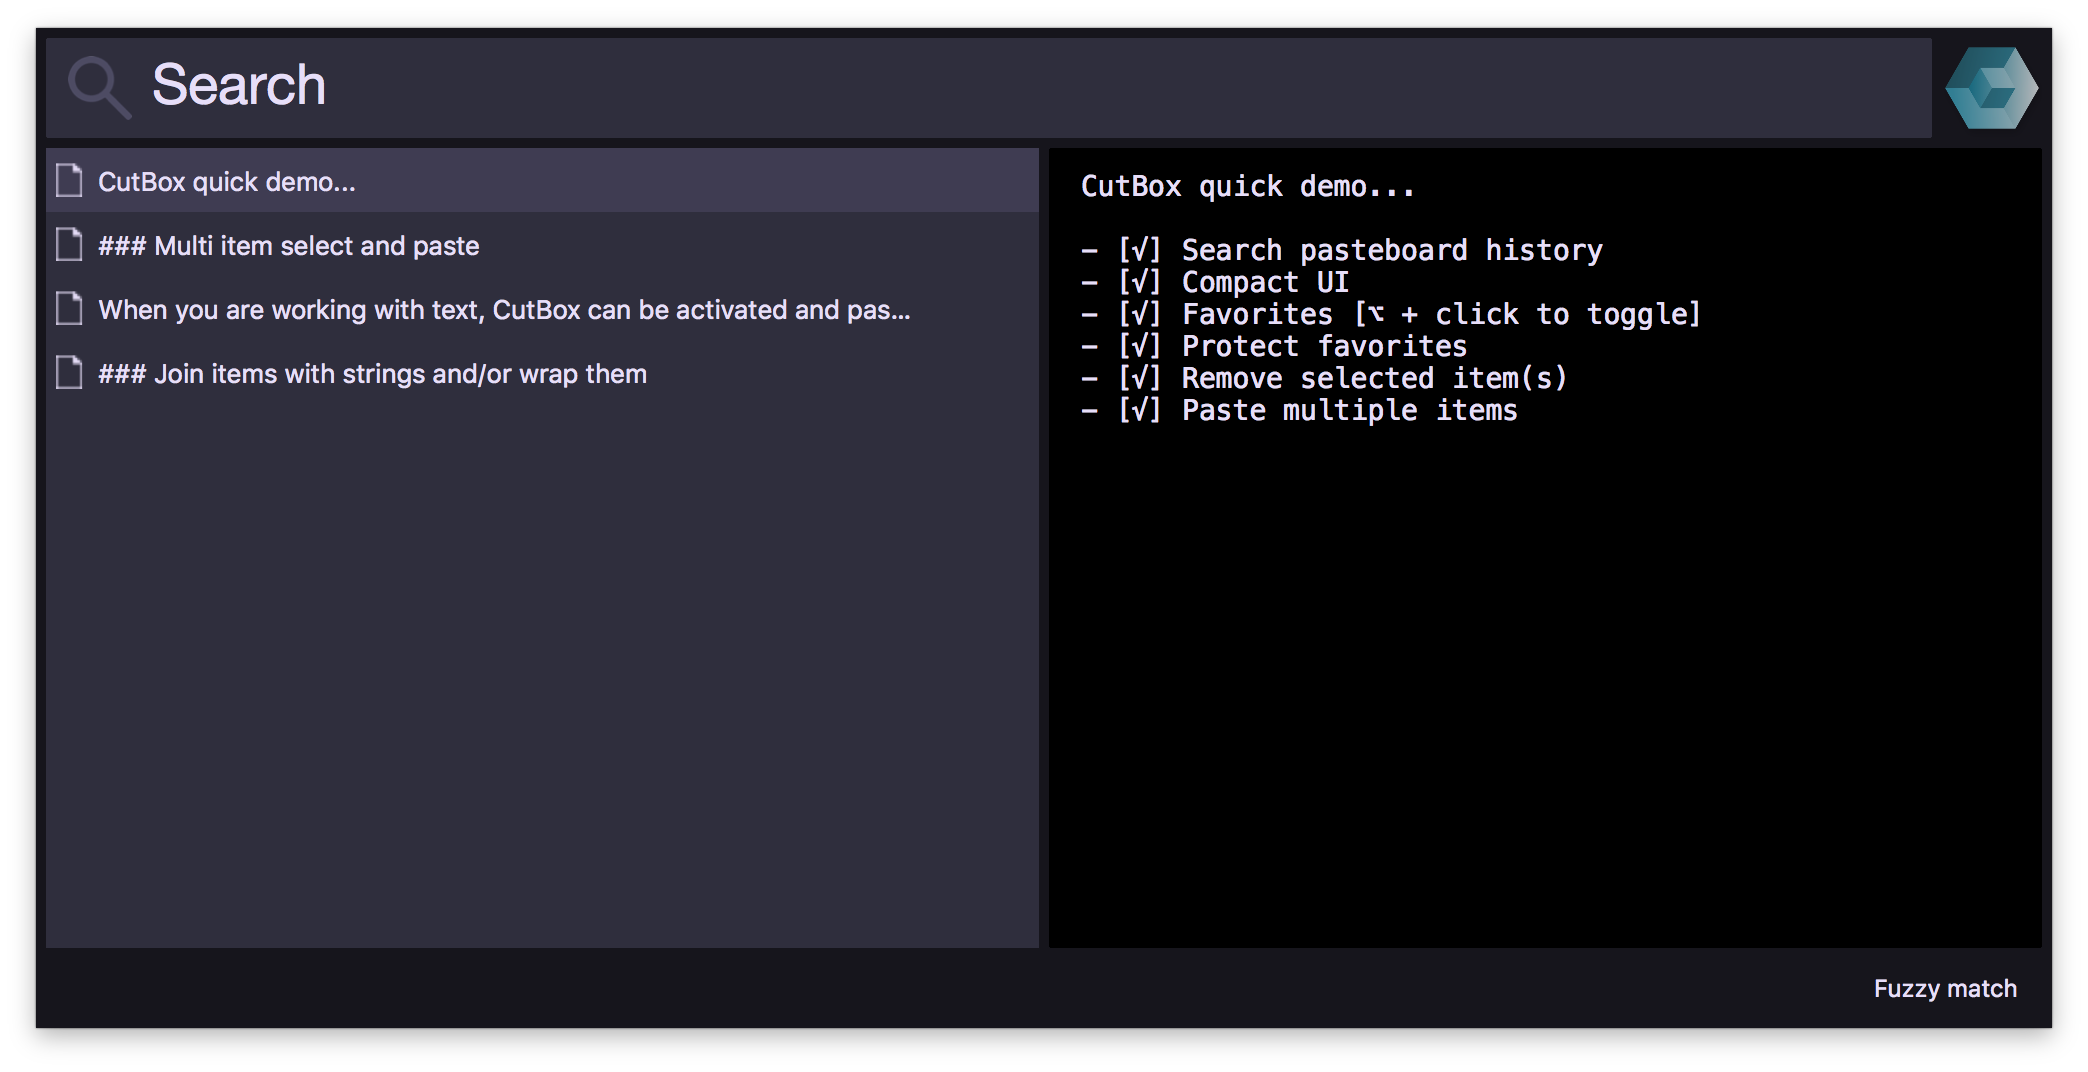 Search
CutBox quick demo...
### Multi item select and paste
When you are working with text, CutBox can be activated and pas...
### Join items with strings and/or wrap them
CutBox quick demo...
- [√] Search pasteboard history
- [√] Compact UI
- [√] Favorites [⌥ + click to toggle]
- [√] Protect favorites
- [√] Remove selected item(s)
- [√] Paste multiple items
Fuzzy match